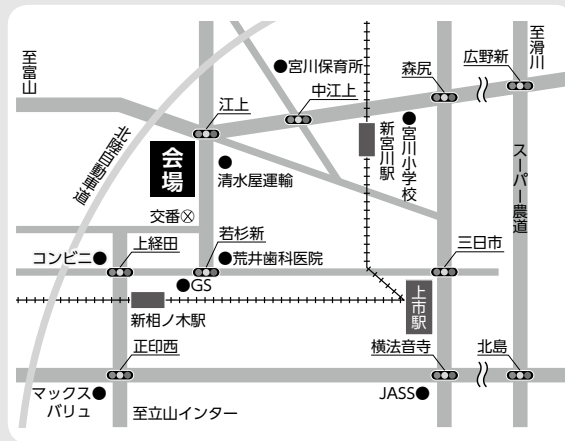 至富山
北陸自動車道
宮川保育所
中江上
江上
森尻
広野新
至滑川
会場
清水屋運輸
新宮川駅
宮川小学校
スーパー農道
交番
上経田
若杉新
三日市
コンビニ
荒井歯科医院
GS
新相ノ木駅
上市駅
正印西
横法音寺
北島
マックス
バリュ
至立山インター
JASS